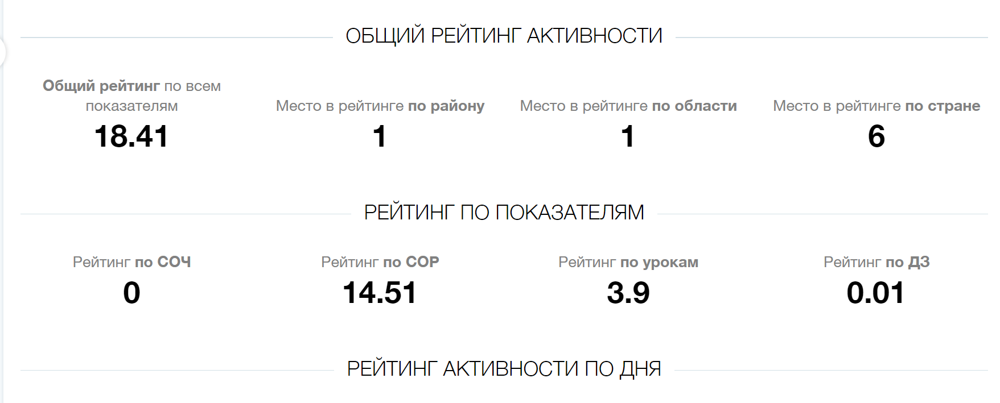 ОБЩИЙ РЕЙТИНГ АКТИВНОСТИ
Общий рейтинг по всем
показателям
18.41
Место в рейтинге по району
1
Место в рейтинге по области
1
Место в рейтинге по стране
6
РЕЙТИНГ ПО ПОКАЗАТЕЛЯМ
Рейтинг по СОЧ
0
Рейтинг по СОР
14.51
Рейтинг по урокам
3.9
Рейтинг по ДЗ
0.01
РЕЙТИНГ АКТИВНОСТИ ПО ДНЯ